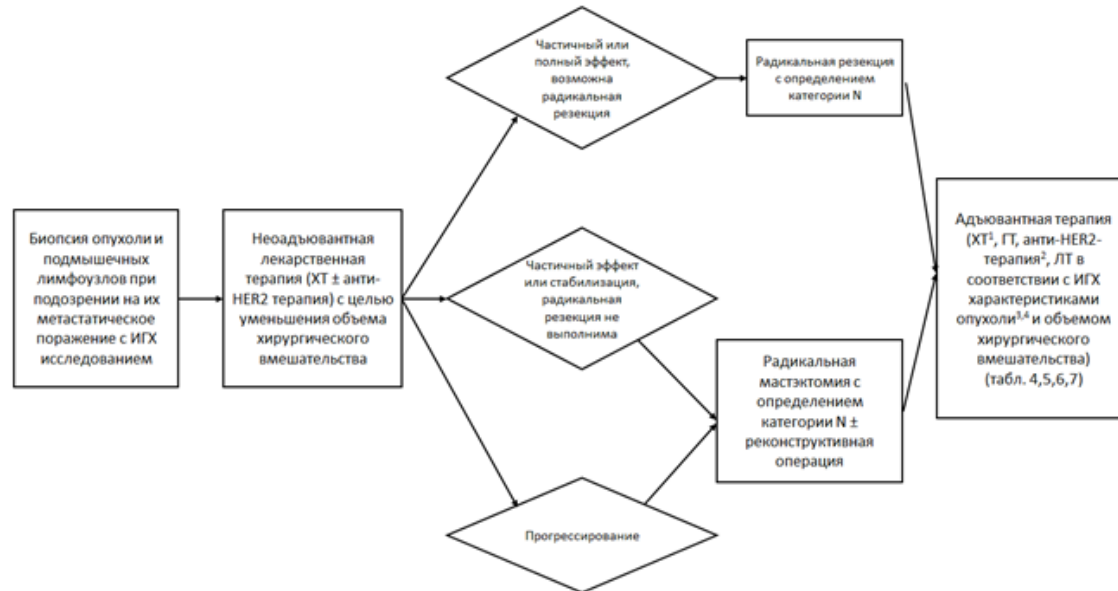 Биопсия опухоли и
подмышечных
лимфоузлов при
подозрении на их
метастатическое
поражение с ИГХ
исследованием
Неоадъювантная
лекарственная
терапия (ХТ ± анти-
HER2 терапия) с целью
уменьшения объема
хирургического
вмешательства
Частичный или
полный эффект,
возможна
радикальная
резекция
Частичный эффект
или стабилизация,
радикальная
резекция не
выполнима
Прогрессирование
Радикальная резекция
с определением
категории N
Радикальная
мастэктомия с
определением
категории N ±
реконструктивная
операция
Адъювантная терапия
(ХТ¹, ГТ, анти-HER2-
терапия², ЛТ в
соответствии с ИГХ
характеристиками
опухоли³,⁴ и объемом
хирургического
вмешательства)
(табл. 4,5,6,7)